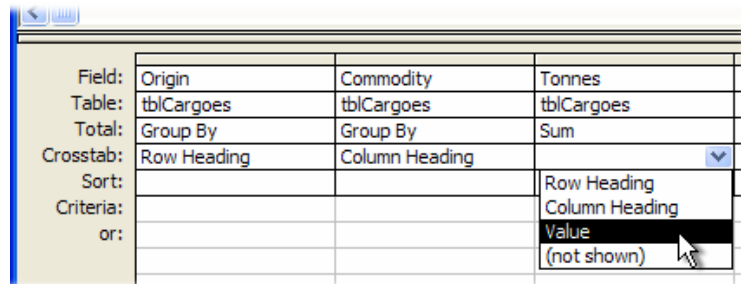 Field: Origin Commodity Tonnes
Table: tblCargoes tblCargoes tblCargoes
Total: Group By Group By Sum
Crosstab: Row Heading Column Heading
Sort: Row Heading
Criteria: Column Heading
or: Value
(not shown)